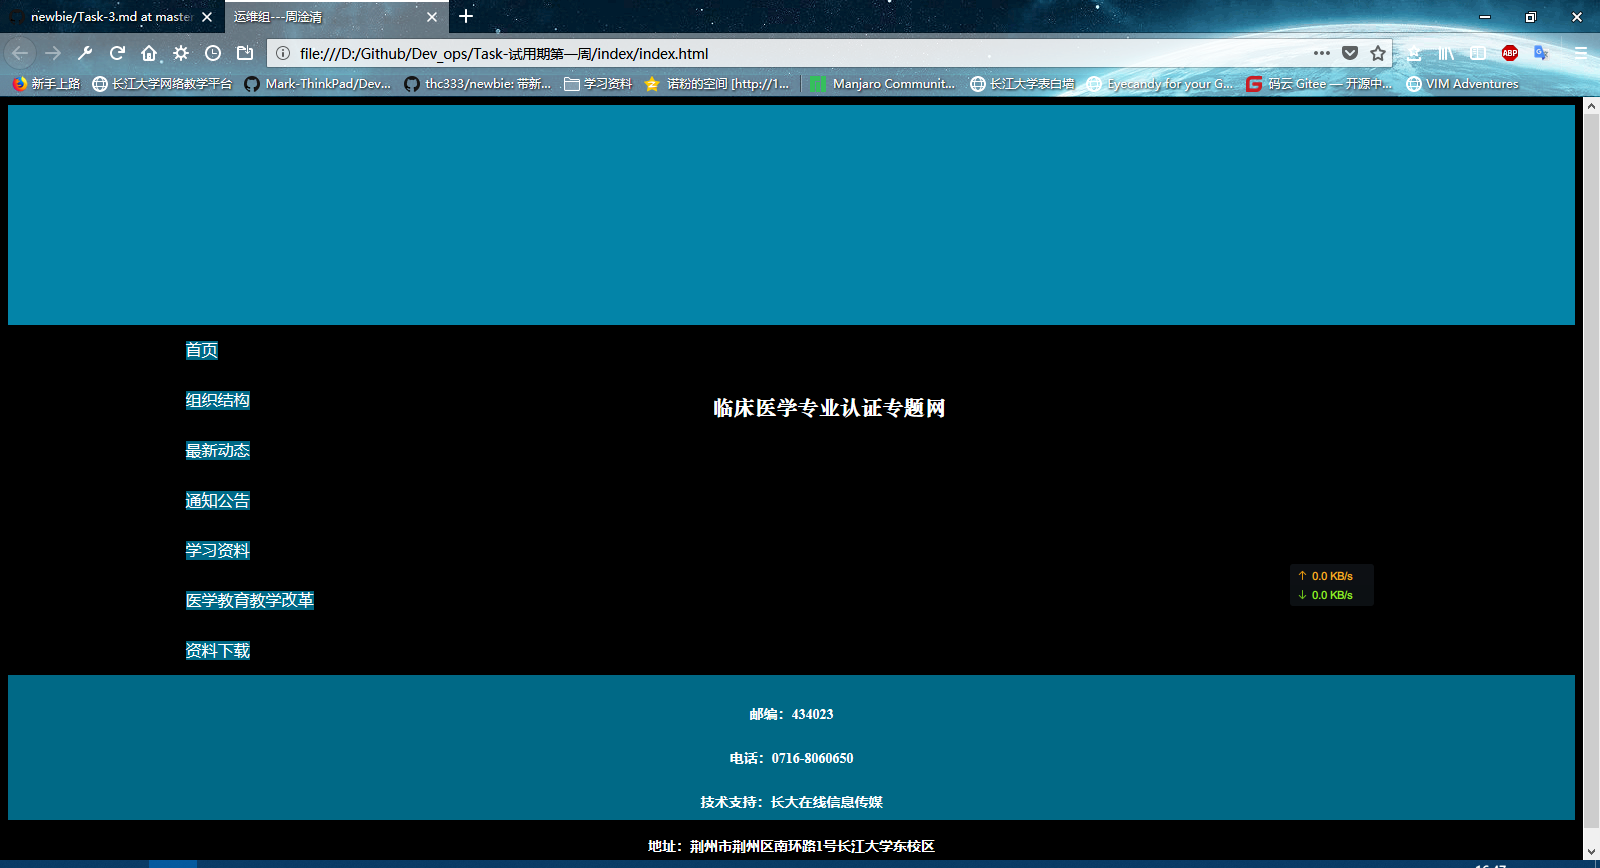 newbie/Task-3.md at master
运维组---周淦清
file:///D:/Github/Dev_ops/Task-试用期第一周/index/index.html
新手上路
长江大学网络教学平台
Mark-ThinkPad/Dev...
thc333/newbie: 带新...
学习资料
诺粉的空间 [http://1...
Manjaro Communit...
长江大学表白墙
Eyecandy for your G...
码云 Gitee — 开源中...
VIM Adventures
ABP
首页
组织结构
临床医学专业认证专题网
最新动态
通知公告
学习资料
↑ 0.0 KB/s
↓ 0.0 KB/s
医学教育教学改革
资料下载
邮编：434023
电话：0716-8060650
技术支持：长大在线信息传媒
地址：荆州市荆州区南环路1号长江大学东校区